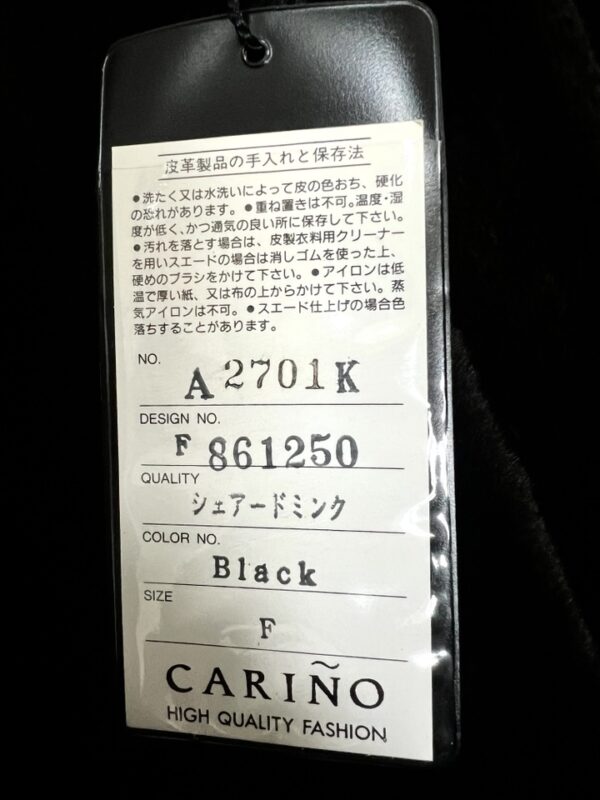 皮革製品の手入れと保存法
●洗たく又は水洗いによって皮の色おち、硬化
の恐れがあります。●重ね置きは不可。温度・湿
度が低く、かつ通気の良い所に保存して下さい。
●汚れを落とす場合は、皮製衣料用クリーナー
を用いスエードの場合は消しゴムを使った上、
硬めのブラシをかけて下さい。●アイロンは低
温で厚い紙、又は布の上からかけて下さい。蒸
気アイロンは不可。●スエード仕上げの場合色
落ちすることがあります。
NO.
A 2701K
DESIGN NO.
F 861250
QUALITY
シェアードミンク
COLOR NO.
Black
SIZE
F
CARIÑO
HIGH QUALITY FASHION